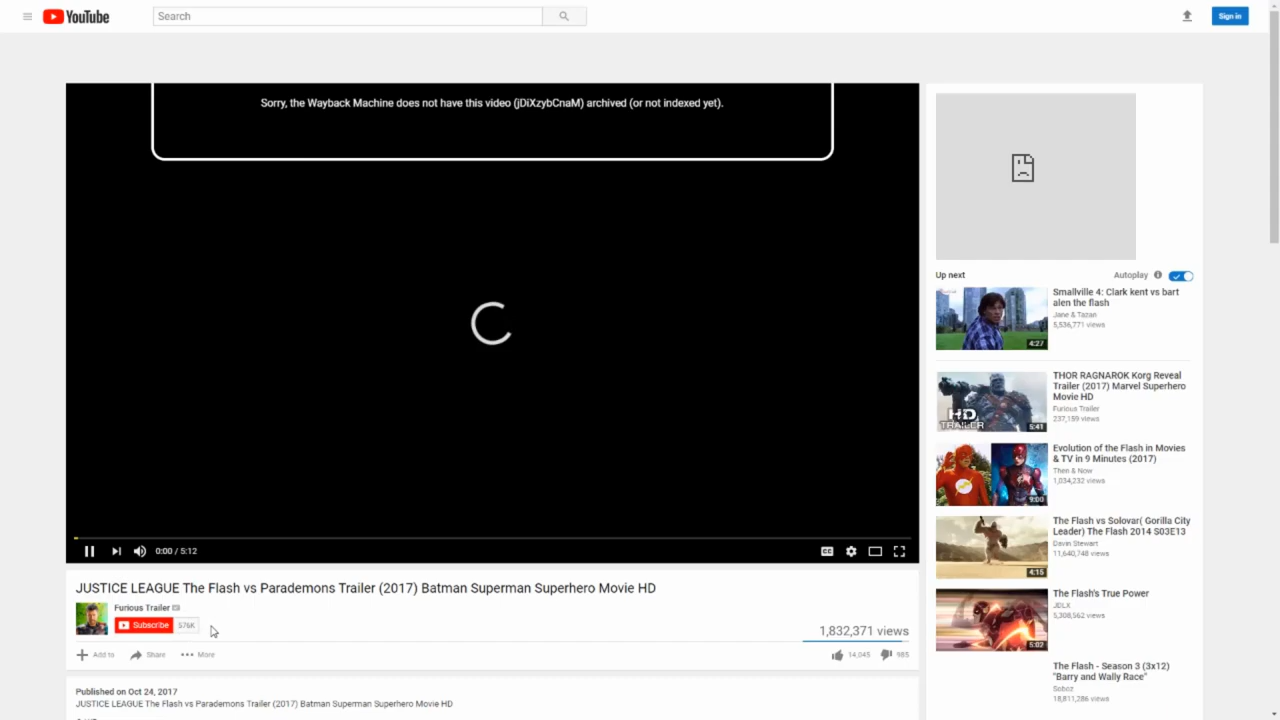 YouTube
Search
Sign in
Sorry, the Wayback Machine does not have this video (jDiXzybCnaM) archived (or not indexed yet).
0:00 / 5:12
JUSTICE LEAGUE The Flash vs Parademons Trailer (2017) Batman Superman Superhero Movie HD
Furious Trailer
Subscribe 576K
1,832,371 views
Add to Share More
14,045 985
Published on Oct 24, 2017
JUSTICE LEAGUE The Flash vs Parademons Trailer (2017) Batman Superman Superhero Movie HD
Up next
Autoplay
Smallville 4: Clark kent vs bart
alen the flash
Jane & Tazan
5,536,771 views
4:27
THOR RAGNAROK Korg Reveal
Trailer (2017) Marvel Superhero
Movie HD
Furious Trailer
237,159 views
HD
TRAILER
5:41
Evolution of the Flash in Movies
& TV in 9 Minutes (2017)
Then & Now
1,034,232 views
9:00
The Flash vs Solovar( Gorilla City
Leader) The Flash 2014 S03E13
Davin Stewart
11,640,748 views
4:15
The Flash's True Power
JDLX
5,308,562 views
5:02
The Flash - Season 3 (3x12)
"Barry and Wally Race"
Soboz
18,811,286 views